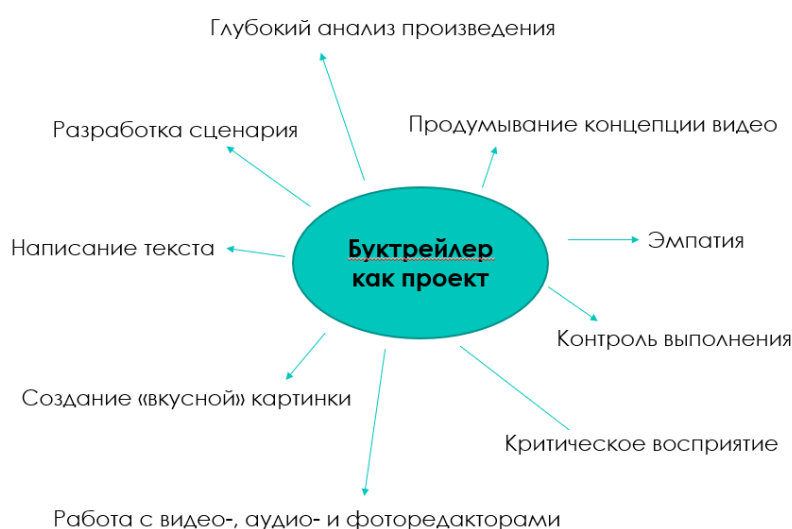 Глубокий анализ произведения
Продумывание концепции видео
Разработка сценария
Эмпатия
Написание текста
Буктрейлер
как проект
Контроль выполнения
Создание «вкусной» картинки
Критическое восприятие
Работа с видео-, аудио- и фоторедакторами